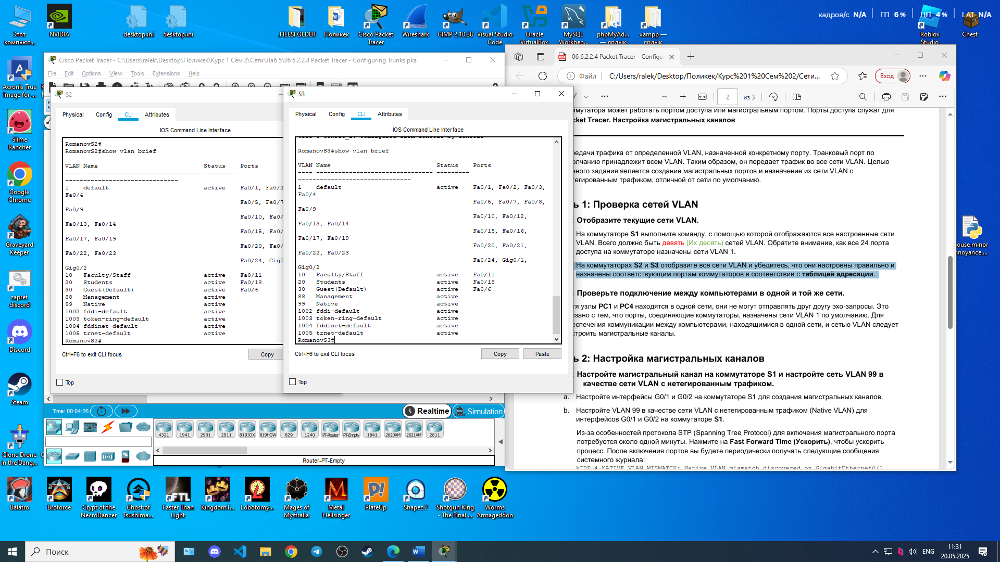 Этот компьют...
NVIDIA
desktop.ini
desktop.ini
.FILESFOLDER
Поликек
Cisco Packet Tracer
Wireshark
GIMP 2.10.38
Visual Studio Code
Oracle VirtualBox
MySQL Workben...
phpMyAd... — ярлык
xampp — ярлык
кадров/с N/A
ГП 6 %
ЦП 4 %
LAT N/A
Roblox Studio
Chest
Acronis True Image for ...
Slime Rancher
Google Chrome
Graveyard Keeper
zapret discord
Discord
Steam
Clone Drone in the Dang...
Cisco Packet Tracer - C:\Users\ralek\Desktop\Поликек\Курс 1 Сем 2\Сети\Лаб 5\06 6.2.2.4 Packet Tracer - Configuring Trunks.pka
File Edit Options View Tools Extensions Help
S2
Physical Config CLI Attributes
IOS Command Line Interface
RomanovS2#
RomanovS2#show vlan brief
VLAN Name Status Ports
---- -------------------------------- ---------
-------------------------------
1 default active Fa0/1, Fa0/2
Fa0/4
Fa0/5, Fa0/7
Fa0/9
Fa0/10, Fa0/
Fa0/13, Fa0/14
Fa0/15, Fa0/
Fa0/17, Fa0/19
Fa0/20, Fa0/
Fa0/22, Fa0/23
Fa0/24, Gig0
Gig0/2
10 Faculty/Staff active Fa0/11
20 Students active Fa0/18
30 Guest(Default) active Fa0/6
88 Management active
99 Native active
1002 fddi-default active
1003 token-ring-default active
1004 fddinet-default active
1005 trnet-default active
RomanovS2#
Ctrl+F6 to exit CLI focus
Copy
Top
S3
Physical Config CLI Attributes
IOS Command Line Interface
RomanovS3#show vlan brief
VLAN Name Status Ports
---- -------------------------------- ---------
-------------------------------
1 default active Fa0/1, Fa0/2, Fa0/3,
Fa0/4
Fa0/5, Fa0/7, Fa0/8,
Fa0/9
Fa0/10, Fa0/12,
Fa0/13, Fa0/14
Fa0/15, Fa0/16,
Fa0/17, Fa0/19
Fa0/20, Fa0/21,
Fa0/22, Fa0/23
Fa0/24, Gig0/1,
Gig0/2
10 Faculty/Staff active Fa0/11
20 Students active Fa0/18
30 Guest(Default) active Fa0/6
88 Management active
99 Native active
1002 fddi-default active
1003 token-ring-default active
1004 fddinet-default active
1005 trnet-default active
RomanovS3#
Ctrl+F6 to exit CLI focus
Copy Paste
Top
Time: 00:04:26
Realtime Simulation
4321 1941 2901 2911 819IOX 819HGW 829 1240 PT-Router PT-Empty 1841 2620XM 2621XM 2811
Router-PT-Empty
06 6.2.2.4 Packet Tracer - Configu
Файл C:/Users/ralek/Desktop/Поликек/Курс%201%20Сем%202/Сети...
Вход
2 из 3
ммутатора может работать портом доступа или магистральным портом. Порты доступа служат для
cket Tracer. Настройка магистральных каналов
редачи трафика от определенной VLAN, назначенной конкретному порту. Транковый порт по
олчанию принадлежит всем VLAN. Таким образом, он передает трафик во все сети VLAN. Целью
нного задания является создание магистральных портов и назначение их сети VLAN с
тегированным трафиком, отличной от сети по умолчанию.
ь 1: Проверка сетей VLAN
Отобразите текущие сети VLAN.
На коммутаторе S1 выполните команду, с помощью которой отображаются все настроенные сети
VLAN. Всего должно быть девять (Их десять) сетей VLAN. Обратите внимание, как все 24 порта
доступа на коммутаторе назначены сети VLAN 1.
На коммутаторах S2 и S3 отобразите все сети VLAN и убедитесь, что они настроены правильно и
назначены соответствующим портам коммутаторов в соответствии с таблицей адресации.
Проверьте подключение между компьютерами в одной и той же сети.
тя узлы PC1 и PC4 находятся в одной сети, они не могут отправлять друг другу эхо-запросы. Это
язано с тем, что порты, соединяющие коммутаторы, назначены сети VLAN 1 по умолчанию. Для
еспечения коммуникации между компьютерами, находящимися в одной сети, и сетью VLAN следует
строить магистральные каналы.
ь 2: Настройка магистральных каналов
Настройте магистральный канал на коммутаторе S1 и настройте сеть VLAN 99 в
качестве сети VLAN с нетегированным трафиком.
a. Настройте интерфейсы G0/1 и G0/2 на коммутаторе S1 для создания магистральных каналов.
b. Настройте VLAN 99 в качестве сети VLAN с нетегированным трафиком (Native VLAN) для
интерфейсов G0/1 и G0/2 на коммутаторе S1.
Из-за особенностей протокола STP (Spanning Tree Protocol) для включения магистрального порта
потребуется около одной минуты. Нажмите на Fast Forward Time (Ускорить), чтобы ускорить
процесс. После включения портов вы будете периодически получать следующие сообщения
системного журнала:
%CDP-4-NATIVE_VLAN_MISMATCH: Native VLAN mismatch discovered on GigabitEthernet0/2
ouse minor
nnoyance....
Balatro
Broforce
Crypt of the NecroDancer
Ghost of Tsushima...
Faster Than Light
KingdomT...
Lobotomy...
Mages of Mystralia
Metal Hellsinger
PlateUp
Shapez 2
Shotgun King - The Final ...
Worms Armageddon
Поиск
ENG
11:31
20.05.2025